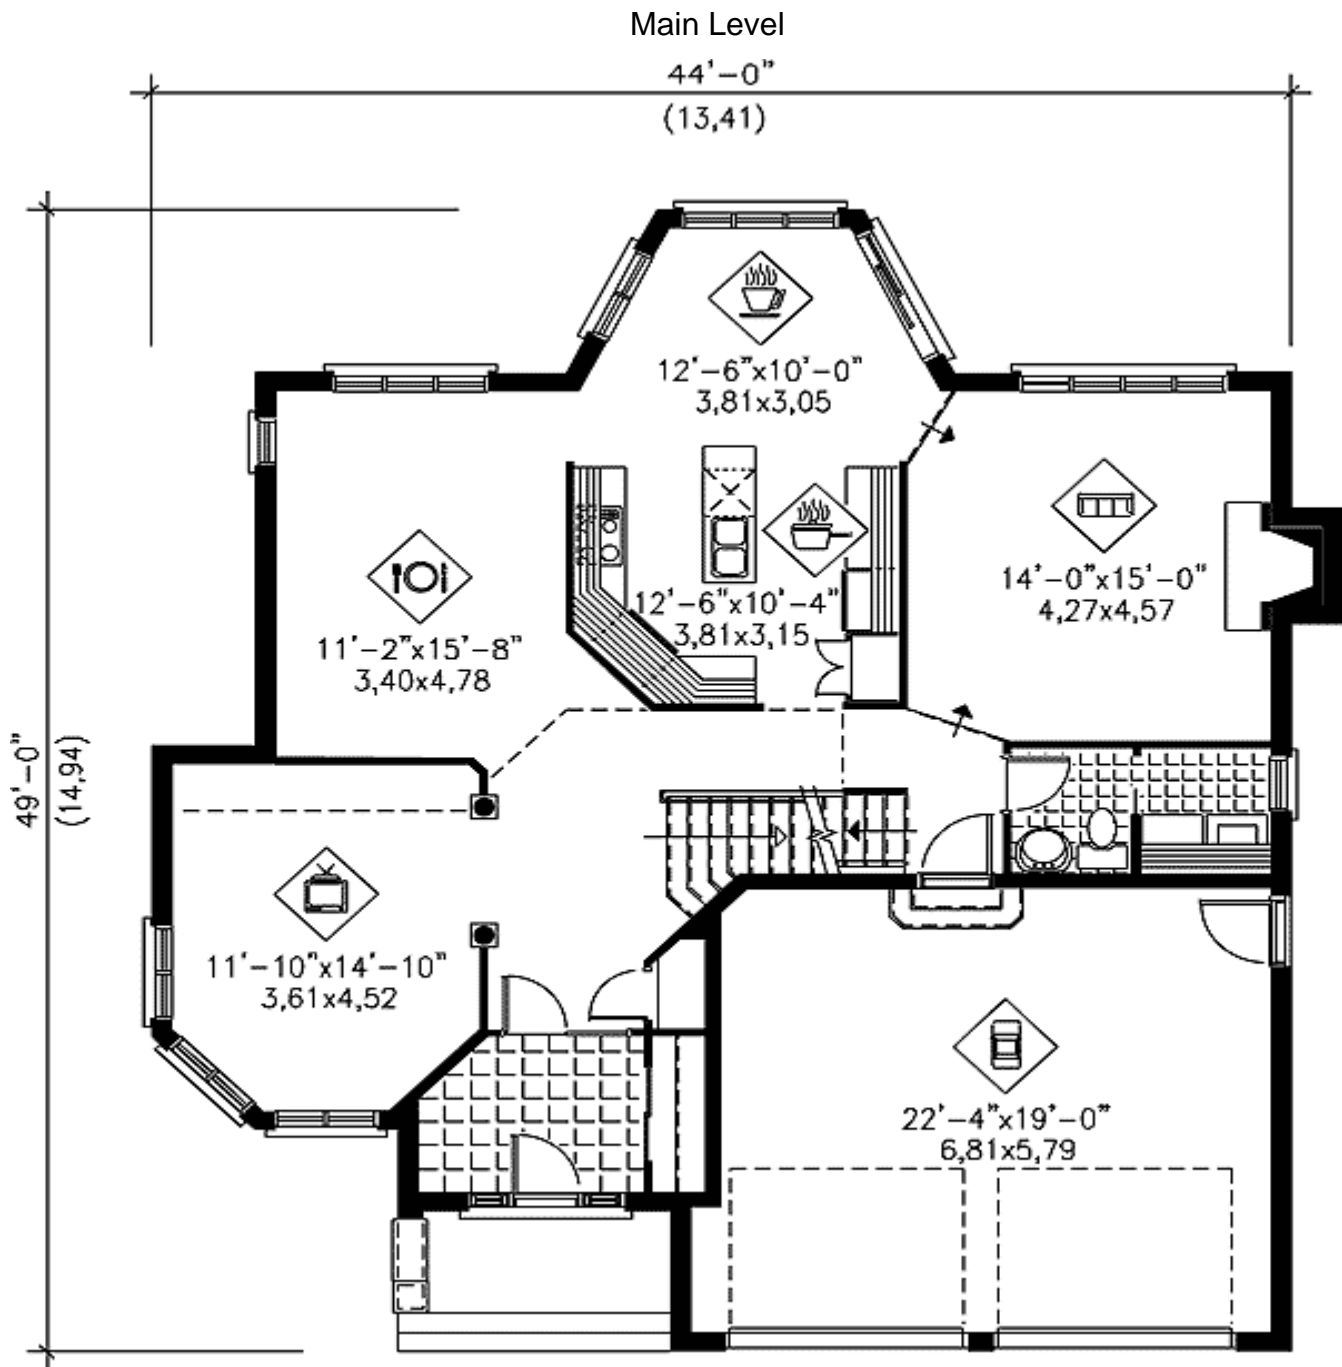 Main Level
44'-0"
(13,41)
12'-6"x10'-0"
3,81x3,05
14'-0"x15'-0"
4,27x4,57
12'-6"x10'-4"
3,81x3,15
11'-2"x15'-8"
3,40x4,78
49'-0"
(14,94)
11'-10"x14'-10"
3,61x4,52
22'-4"x19'-0"
6,81x5,79